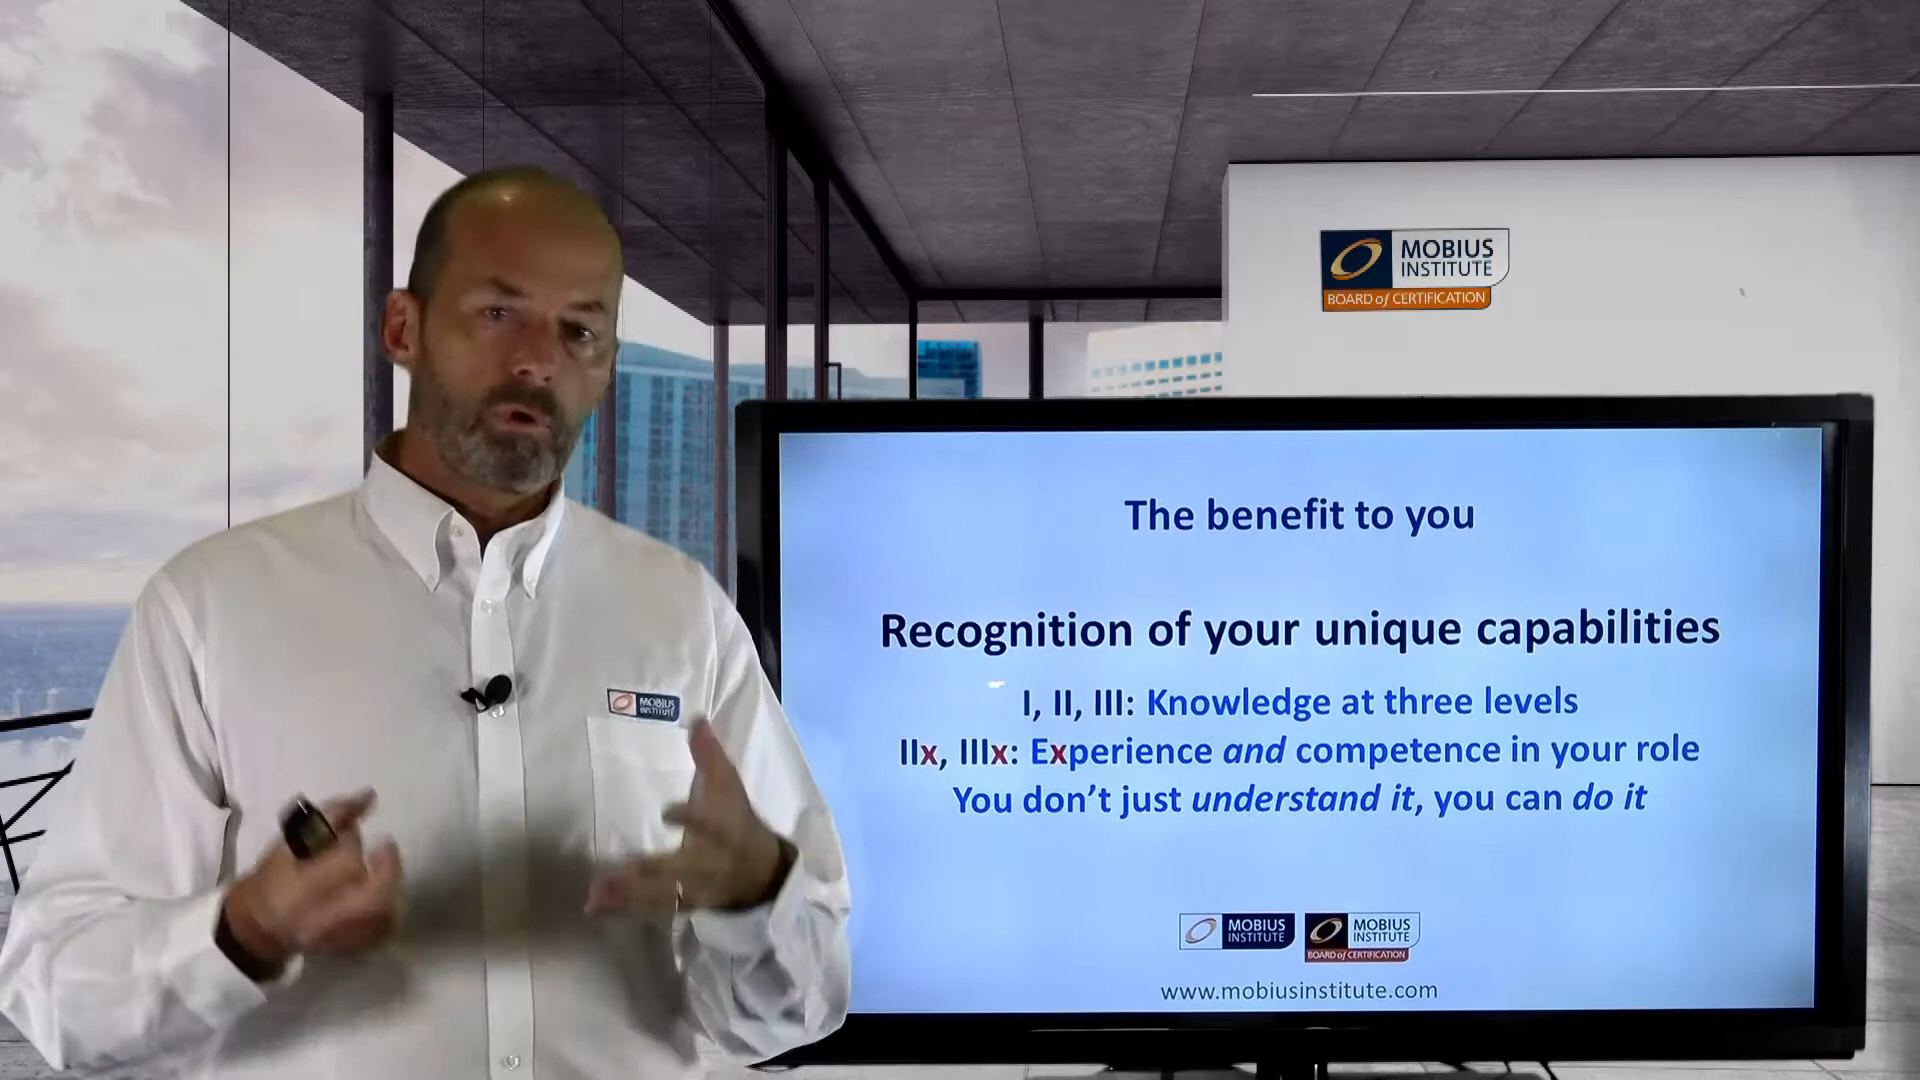 MOBIUS
INSTITUTE
BOARD of CERTIFICATION
The benefit to you
Recognition of your unique capabilities
I, II, III: Knowledge at three levels
IIx, IIIx: Experience and competence in your role
You don't just understand it, you can do it
MOBIUS
INSTITUTE
MOBIUS
INSTITUTE
MOBIUS
INSTITUTE
BOARD of CERTIFICATION
www.mobiusinstitute.com